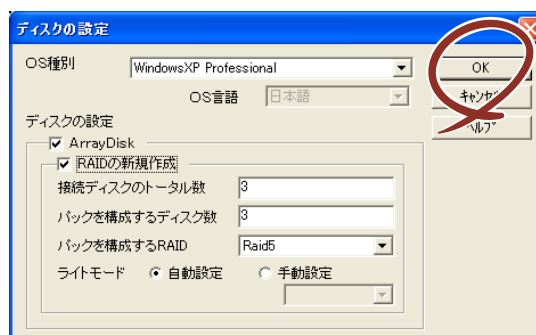 ディスクの設定
OS種別 WindowsXP Professional OK
OS言語 日本語 キャンセル
ディスクの設定 ヘルプ
ArrayDisk
RAIDの新規作成
接続ディスクのトータル数 3
パックを構成するディスク数 3
パックを構成するRAID Raid5
ライトモード 自動設定 手動設定